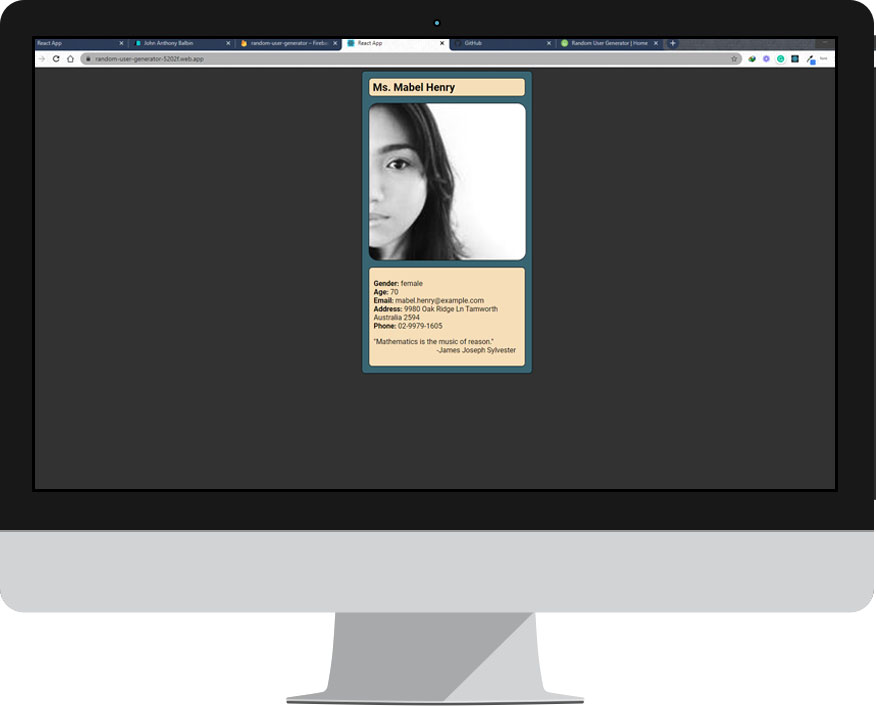 React App
John Anthony Ballon
random-user-generator – Fireba
React App
GitHub
Random User Generator | Home
random-user-generator-5202f.web.app
Ms. Mabel Henry
Gender: female
Age: 70
Email: mabel.henry@example.com
Address: 9980 Oak Ridge Ln Tamworth
Australia 2594
Phone: 02-9979-1605
"Mathematics is the music of reason."
-James Joseph Sylvester